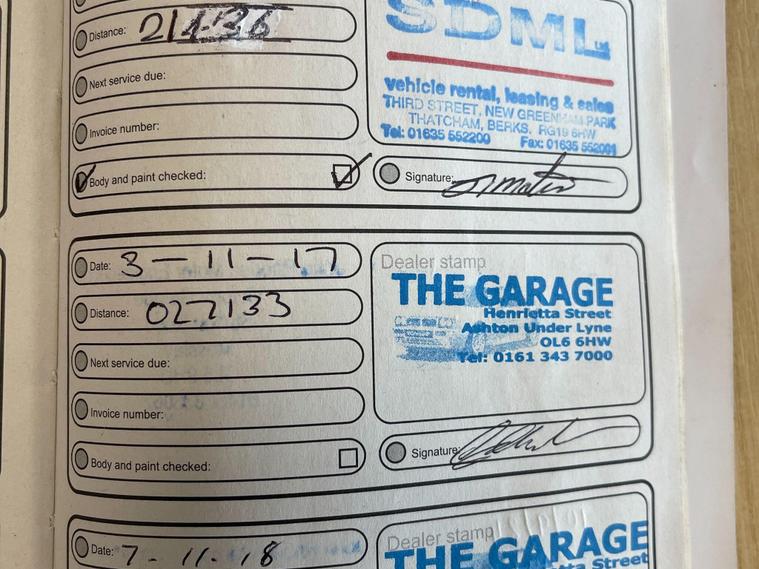 Distance: 21436
SDML Ltd
Next service due:
vehicle rental, leasing & sales
THIRD STREET, NEW GREENHAM PARK
THATCHAM, BERKS, RG19 6HW
Tel: 01635 552200 Fax: 01635 552001
Invoice number:
Body and paint checked:
Signature:
Date: 3-11-17
Dealer stamp
THE GARAGE
Henrietta Street
Ashton Under Lyne
OL6 6HW
Tel: 0161 343 7000
Distance: 027133
Next service due:
Invoice number:
Body and paint checked:
Signature:
Date: 7-11-18
Dealer stamp
THE GARAGE
Street